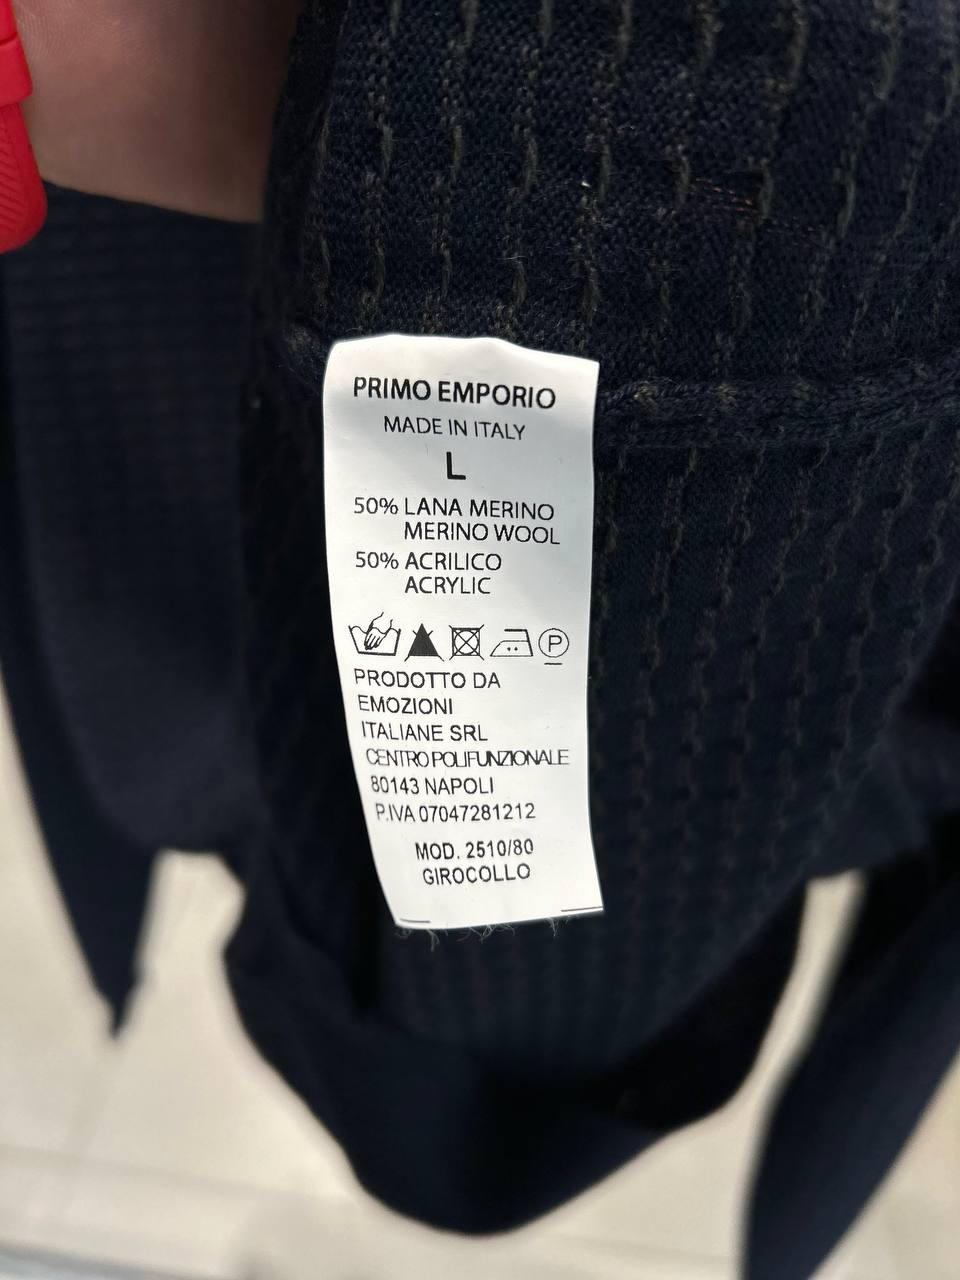 PRIMO EMPORIO
MADE IN ITALY
L
50% LANA MERINO
MERINO WOOL
50% ACRILICO
ACRYLIC
P
PRODOTTO DA
EMOZIONI
ITALIANE SRL
CENTRO POLIFUNZIONALE
80143 NAPOLI
P.IVA 07047281212
MOD. 2510/80
GIROCOLLO